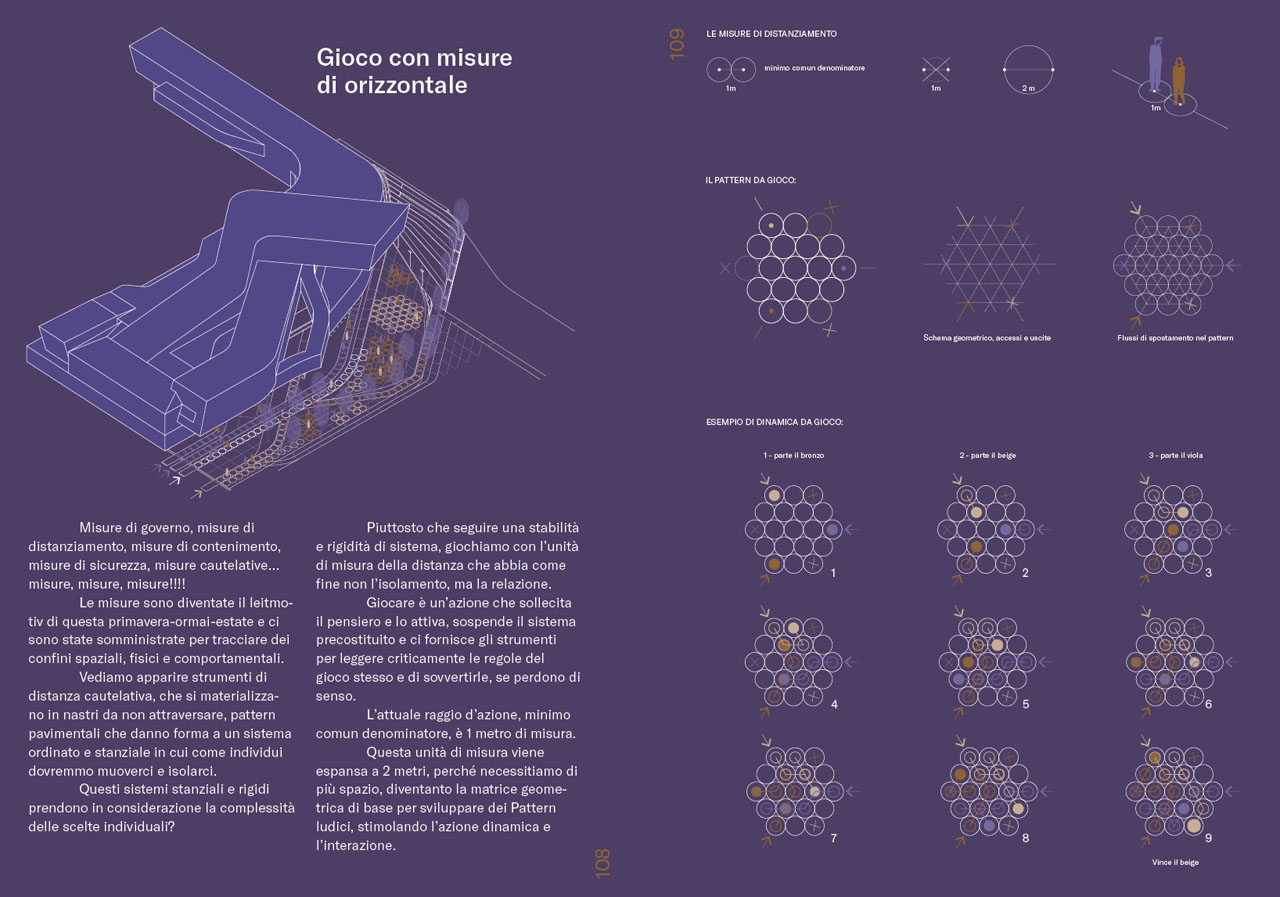 Gioco con misure
di orizzontale
Misure di governo, misure di
distanziamento, misure di contenimento,
misure di sicurezza, misure cautelative...
misure, misure, misure!!!!
Le misure sono diventate il leitmo-
tiv di questa primavera-ormai-estate e ci
sono state somministrate per tracciare dei
confini spaziali, fisici e comportamentali.
Vediamo apparire strumenti di
distanza cautelativa, che si materializza-
no in nastri da non attraversare, pattern
pavimentali che danno forma a un sistema
ordinato e stanziale in cui come individui
dovremmo muoverci e isolarci.
Questi sistemi stanziali e rigidi
prendono in considerazione la complessità
delle scelte individuali?
Piuttosto che seguire una stabilità
e rigidità di sistema, giochiamo con l'unità
di misura della distanza che abbia come
fine non l'isolamento, ma la relazione.
Giocare è un'azione che sollecita
il pensiero e lo attiva, sospende il sistema
precostituito e ci fornisce gli strumenti
per leggere criticamente le regole del
gioco stesso e di sovvertirle, se perdono di
senso.
L'attuale raggio d'azione, minimo
comun denominatore, è 1 metro di misura.
Questa unità di misura viene
espansa a 2 metri, perché necessitiamo di
più spazio, diventanto la matrice geome-
trica di base per sviluppare dei Pattern
ludici, stimolando l'azione dinamica e
l'interazione.
108
109
LE MISURE DI DISTANZIAMENTO
minimo comun denominatore
1m
1m
2 m
1m
IL PATTERN DA GIOCO:
Schema geometrico, accessi e uscite
Flussi di spostamento nel pattern
ESEMPIO DI DINAMICA DA GIOCO:
1 - parte il bronzo
2 - parte il beige
3 - parte il viola
1
2
3
4
5
6
7
8
9
Vince il beige